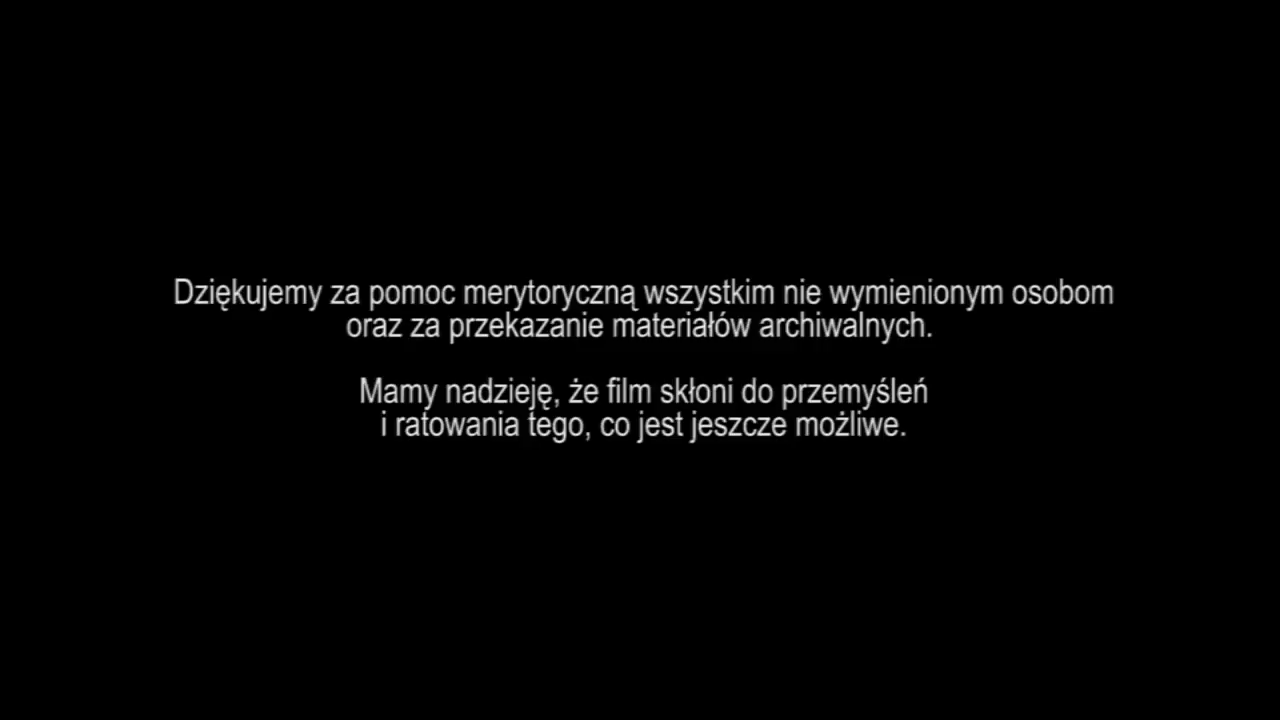 Dziękujemy za pomoc merytoryczną wszystkim nie wymienionym osobom
oraz za przekazanie materiałów archiwalnych.
Mamy nadzieję, że film skłoni do przemyśleń
i ratowania tego, co jest jeszcze możliwe.